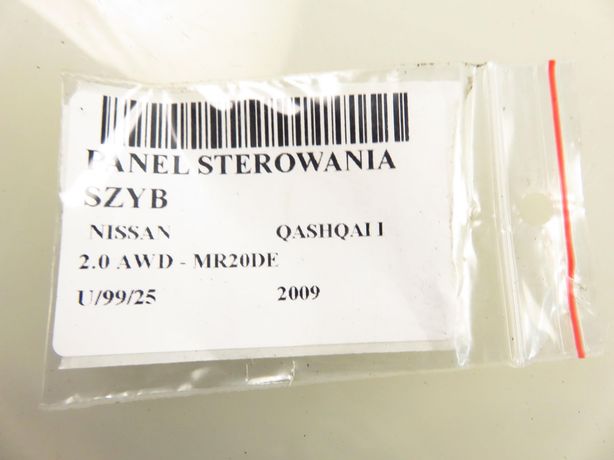 PANEL STEROWANIA
SZYB
NISSAN QASHQAI I
2.0 AWD - MR20DE
U/99/25 2009